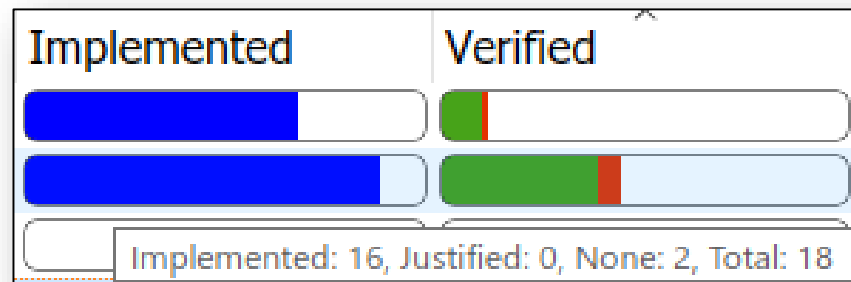 Implemented
Verified
Implemented: 16, Justified: 0, None: 2, Total: 18